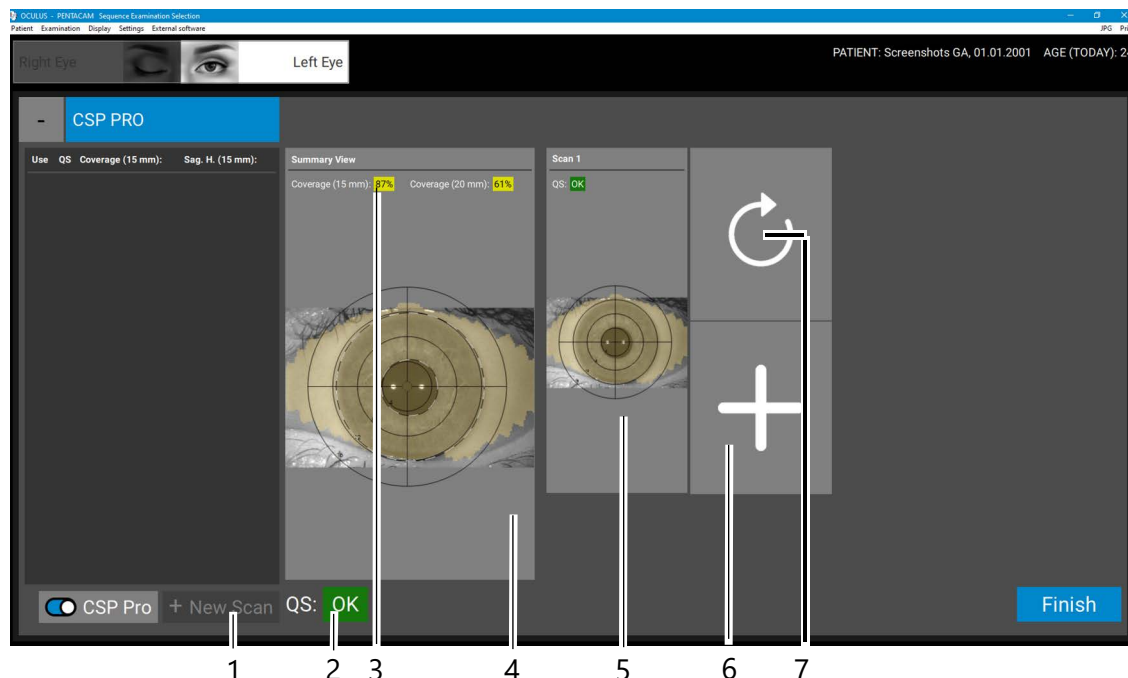 OCULUS - PENTACAM Sequence Examination Selection
Patient Examination Display Settings External software JPG Pri
Right Eye Left Eye PATIENT: Screenshots GA, 01.01.2001 AGE (TODAY): 24
- CSP PRO
Use QS Coverage (15 mm): Sag. H. (15 mm): Summary View Scan 1
Coverage (15 mm): 87% Coverage (20 mm): 61% QS: OK
CSP Pro + New Scan QS: OK Finish
1 2 3 4 5 6 7